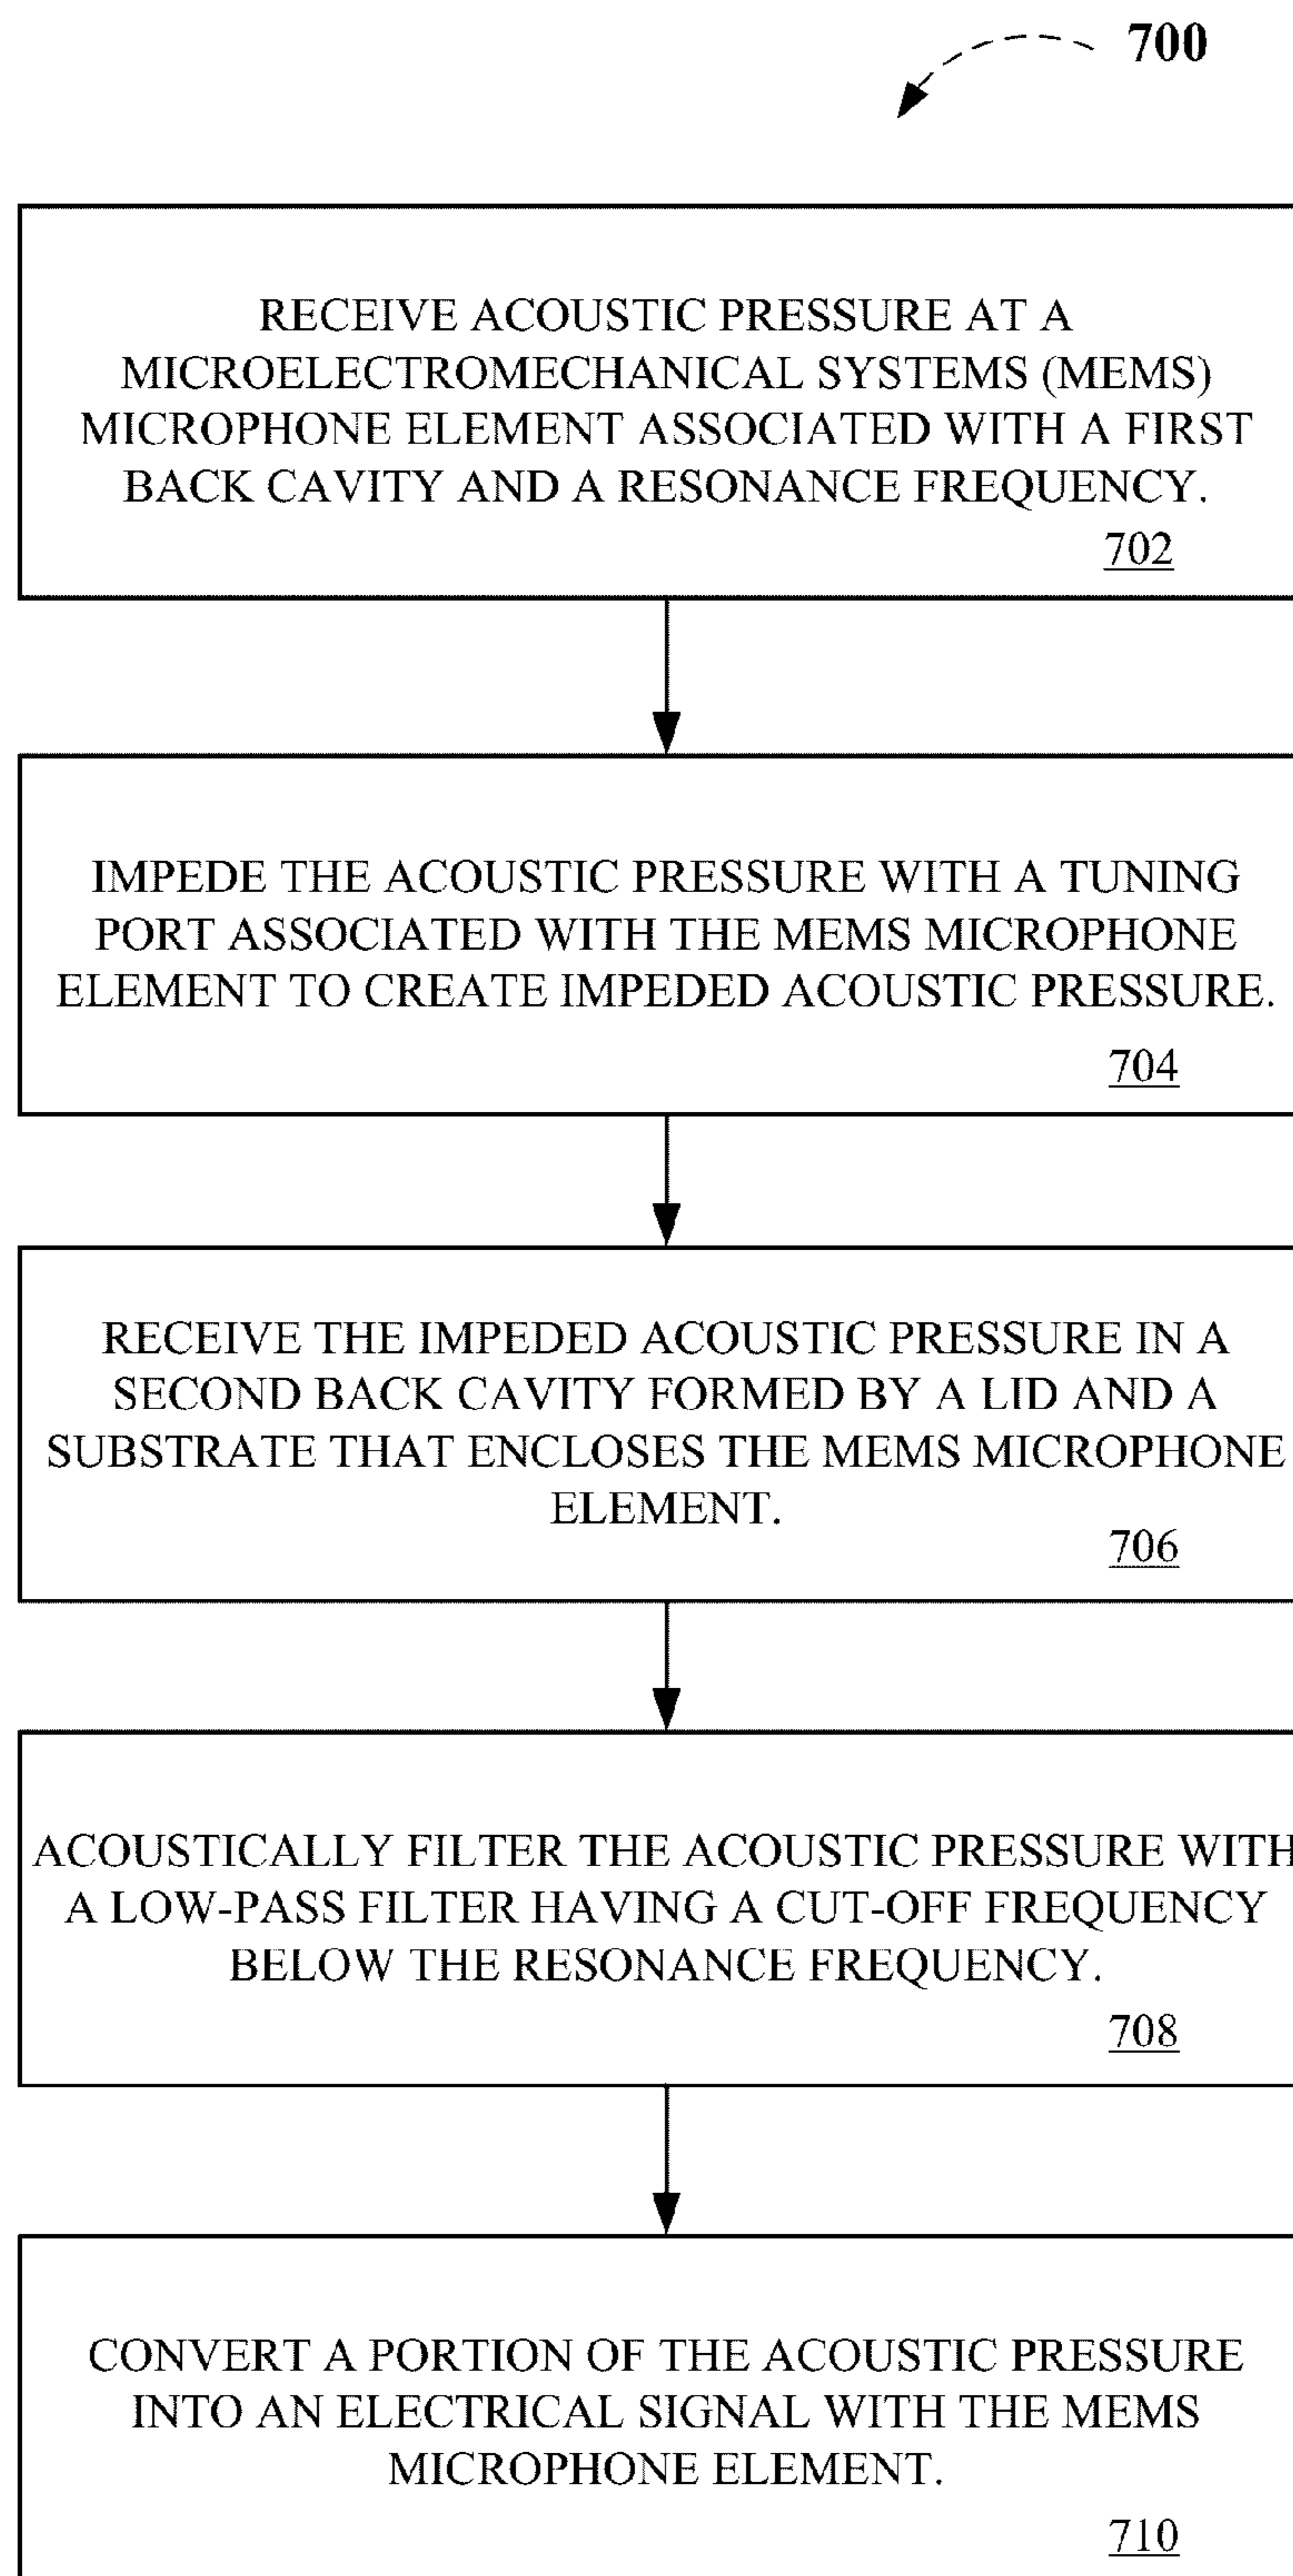 700
RECEIVE ACOUSTIC PRESSURE AT A
MICROELECTROMECHANICAL SYSTEMS (MEMS)
MICROPHONE ELEMENT ASSOCIATED WITH A FIRST
BACK CAVITY AND A RESONANCE FREQUENCY.
702
IMPEDE THE ACOUSTIC PRESSURE WITH A TUNING
PORT ASSOCIATED WITH THE MEMS MICROPHONE
ELEMENT TO CREATE IMPEDED ACOUSTIC PRESSURE.
704
RECEIVE THE IMPEDED ACOUSTIC PRESSURE IN A
SECOND BACK CAVITY FORMED BY A LID AND A
SUBSTRATE THAT ENCLOSES THE MEMS MICROPHONE
ELEMENT.
706
ACOUSTICALLY FILTER THE ACOUSTIC PRESSURE WITH
A LOW-PASS FILTER HAVING A CUT-OFF FREQUENCY
BELOW THE RESONANCE FREQUENCY.
708
CONVERT A PORTION OF THE ACOUSTIC PRESSURE
INTO AN ELECTRICAL SIGNAL WITH THE MEMS
MICROPHONE ELEMENT.
710